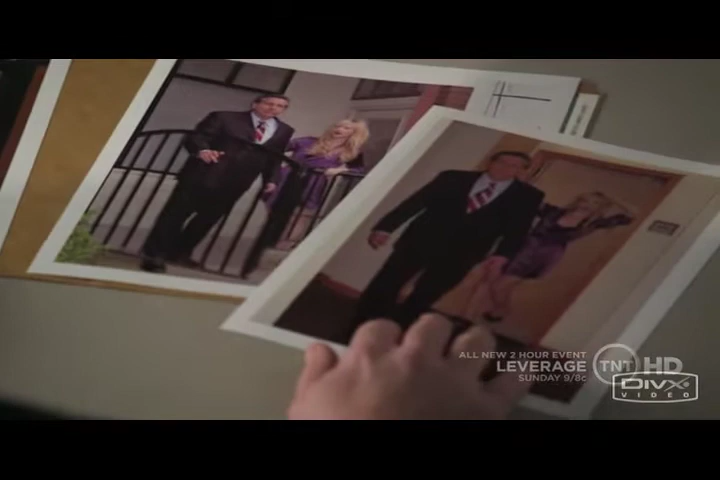 ALL NEW 2 HOUR EVENT
LEVERAGE
SUNDAY 9/8c
TNT HD
DIVX
VIDEO